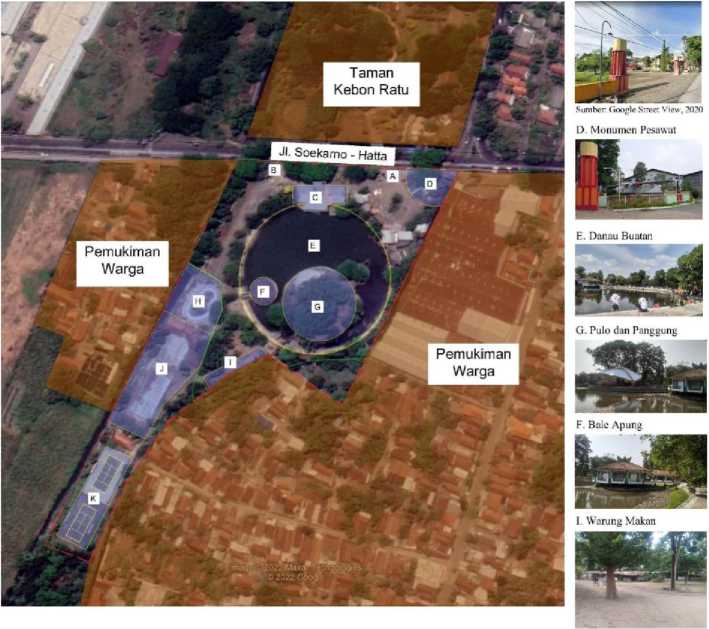 Taman
Kebon Ratu
Jl. Soekarno - Hatta
B
A
C
D
E
Pemukiman
Warga
F
H
G
I
Pemukiman
Warga
J
K
© 2022
Sumber: Google Street View, 2020
D. Monumen Pesawat
E. Danau Buatan
G. Pulo dan Panggung
F. Bale Apung
I. Warung Makan